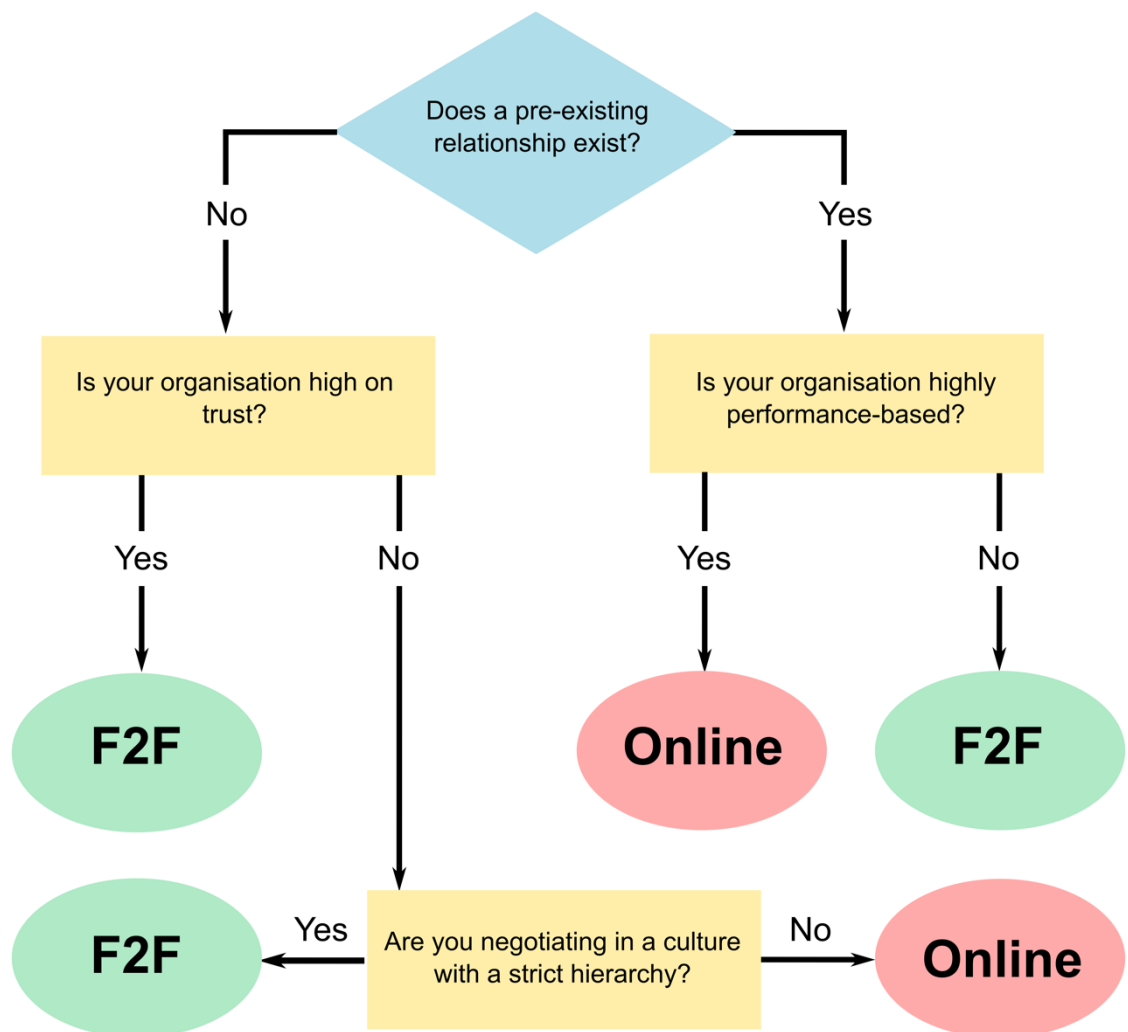 Does a pre-existing
relationship exist?
No
Yes
Is your organisation high on
trust?
Is your organisation highly
performance-based?
Yes
No
Yes
No
F2F
Online
F2F
F2F
Yes
Are you negotiating in a culture
with a strict hierarchy?
No
Online